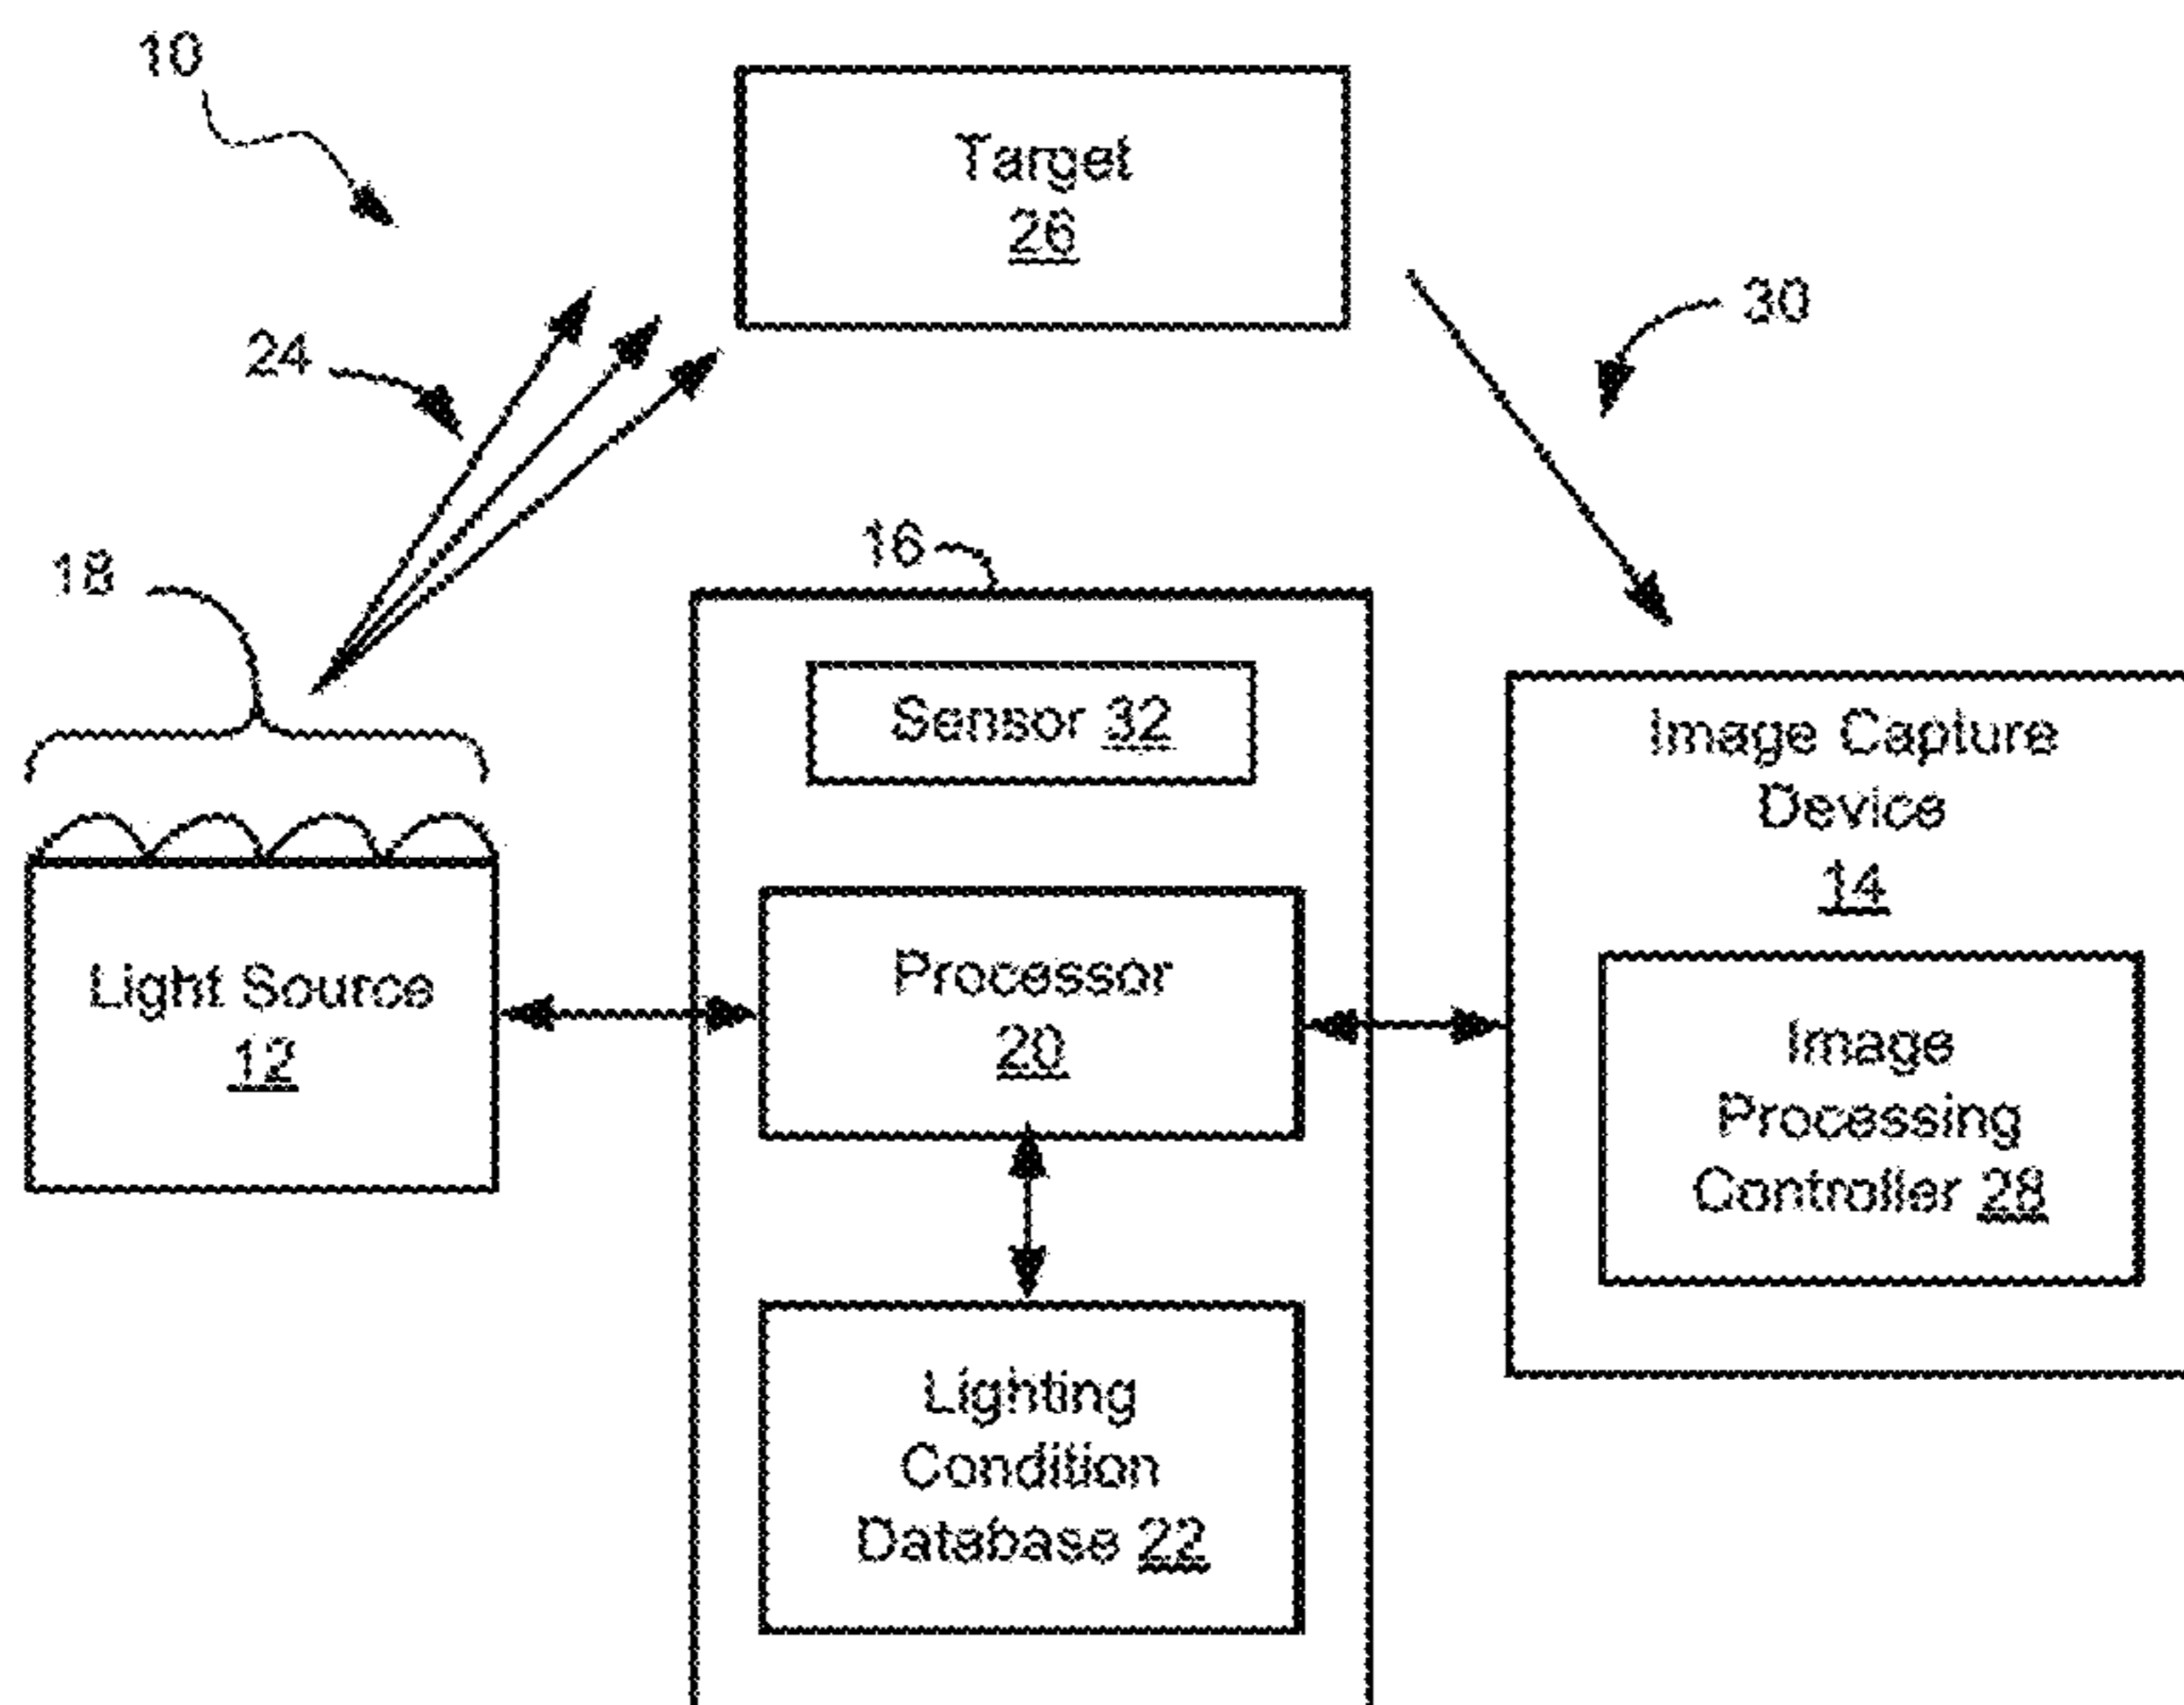 10
Target
26
24
30
16
18
Sensor 32
Image Capture
Device
14
Light Source
12
Processor
20
Image
Processing
Controller 28
Lighting
Condition
Database 22